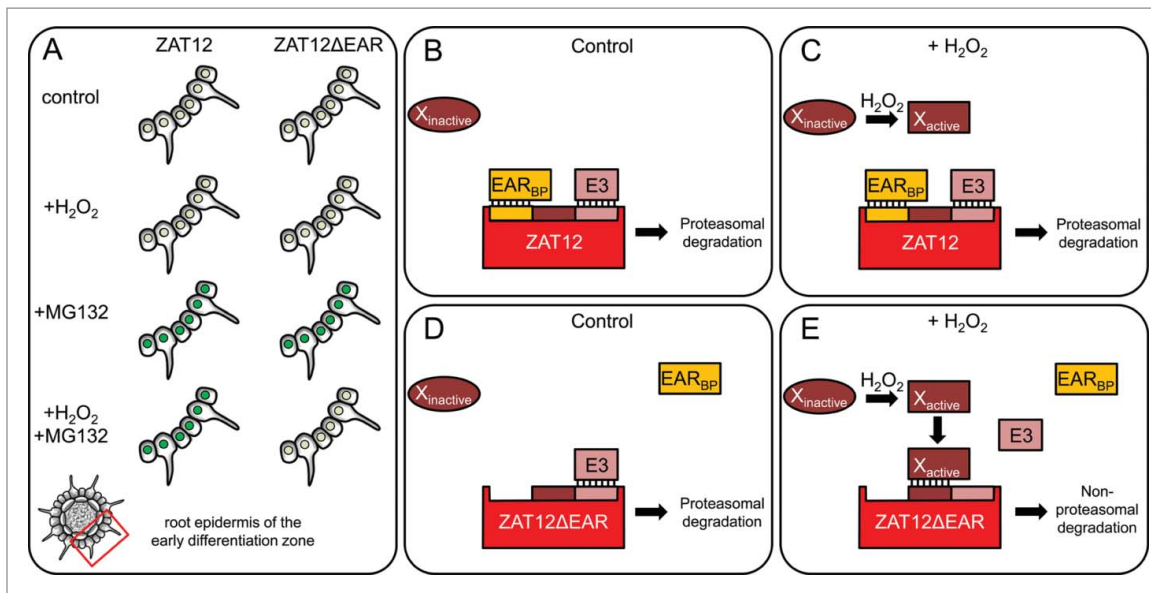 A
ZAT12
ZAT12ΔEAR
control
+H₂O₂
+MG132
+H₂O₂
+MG132
root epidermis of the
early differentiation zone
B
Control
Xinactive
EARBP
E3
ZAT12
Proteasomal
degradation
C
+ H₂O₂
Xinactive
H₂O₂
Xactive
EARBP
E3
ZAT12
Proteasomal
degradation
D
Control
Xinactive
EARBP
E3
ZAT12ΔEAR
Proteasomal
degradation
E
+ H₂O₂
Xinactive
H₂O₂
Xactive
EARBP
E3
Xactive
ZAT12ΔEAR
Non-
proteasomal
degradation